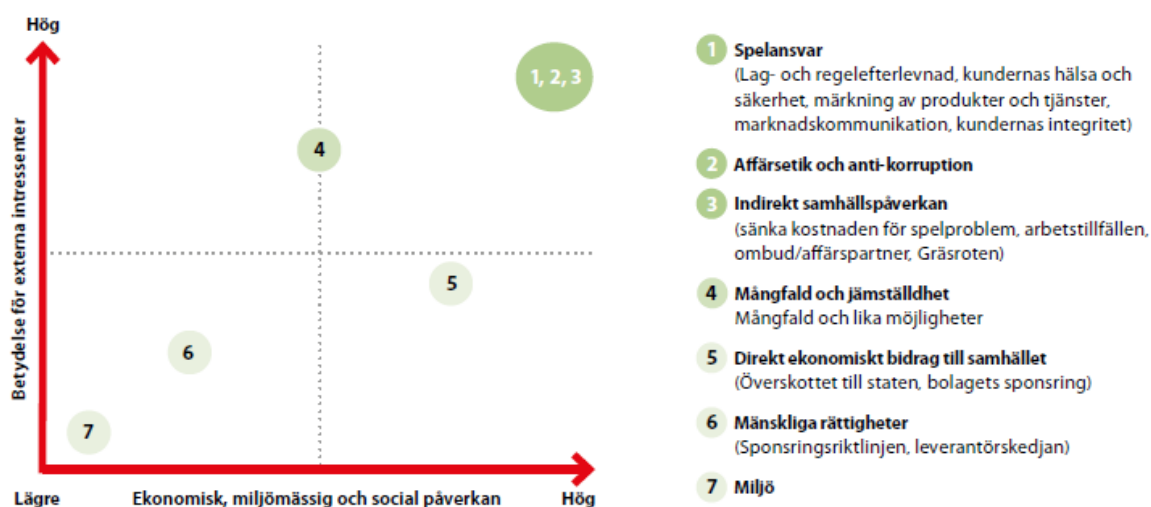 Hög
Betydelse för externa intressenter
1, 2, 3
4
5
6
7
Lägre
Ekonomisk, miljömässig och social påverkan
Hög
1 Spelansvar
(Lag- och regelefterlevnad, kundernas hälsa och
säkerhet, märkning av produkter och tjänster,
marknadskommunikation, kundernas integritet)
2 Affärsetik och anti-korruption
3 Indirekt samhällspåverkan
(sänka kostnaden för spelproblem, arbetstillfällen,
ombud/affärspartner, Gräsroten)
4 Mångfald och jämställdhet
Mångfald och lika möjligheter
5 Direkt ekonomiskt bidrag till samhället
(Överskottet till staten, bolagets sponsring)
6 Mänskliga rättigheter
(Sponsringsriktlinjen, leverantörskedjan)
7 Miljö